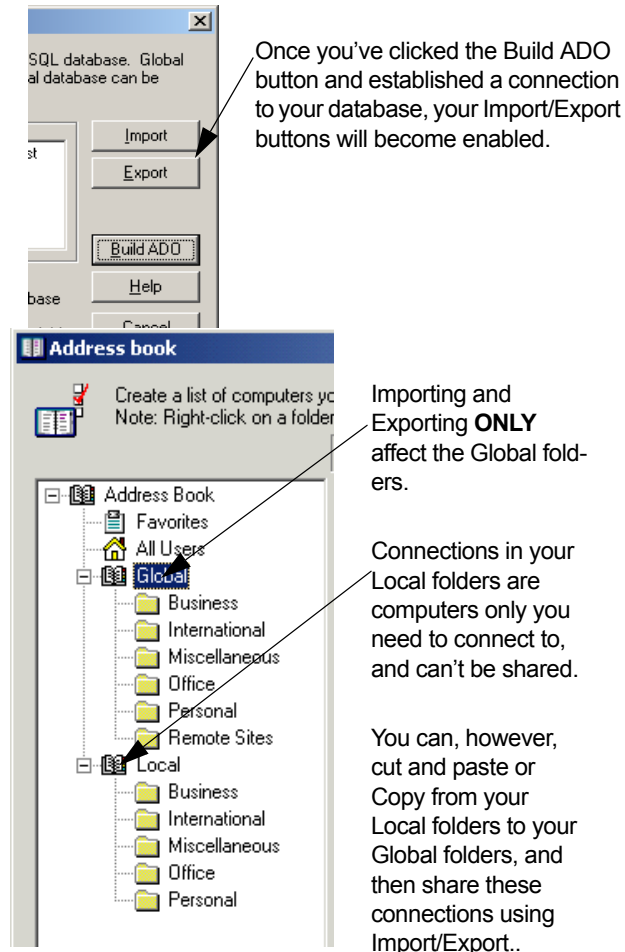 SQL database. Global
al database can be
Once you've clicked the Build ADO
button and established a connection
to your database, your Import/Export
buttons will become enabled.
Import
st
Export
Build ADO
Help
base
Cancel
Address book
Create a list of computers yo
Note: Right-click on a folder
Address Book
Favorites
All Users
Global
Business
International
Miscellaneous
Office
Personal
Remote Sites
Local
Business
International
Miscellaneous
Office
Personal
Importing and
Exporting ONLY
affect the Global fold-
ers.
Connections in your
Local folders are
computers only you
need to connect to,
and can't be shared.
You can, however,
cut and paste or
Copy from your
Local folders to your
Global folders, and
then share these
connections using
Import/Export..